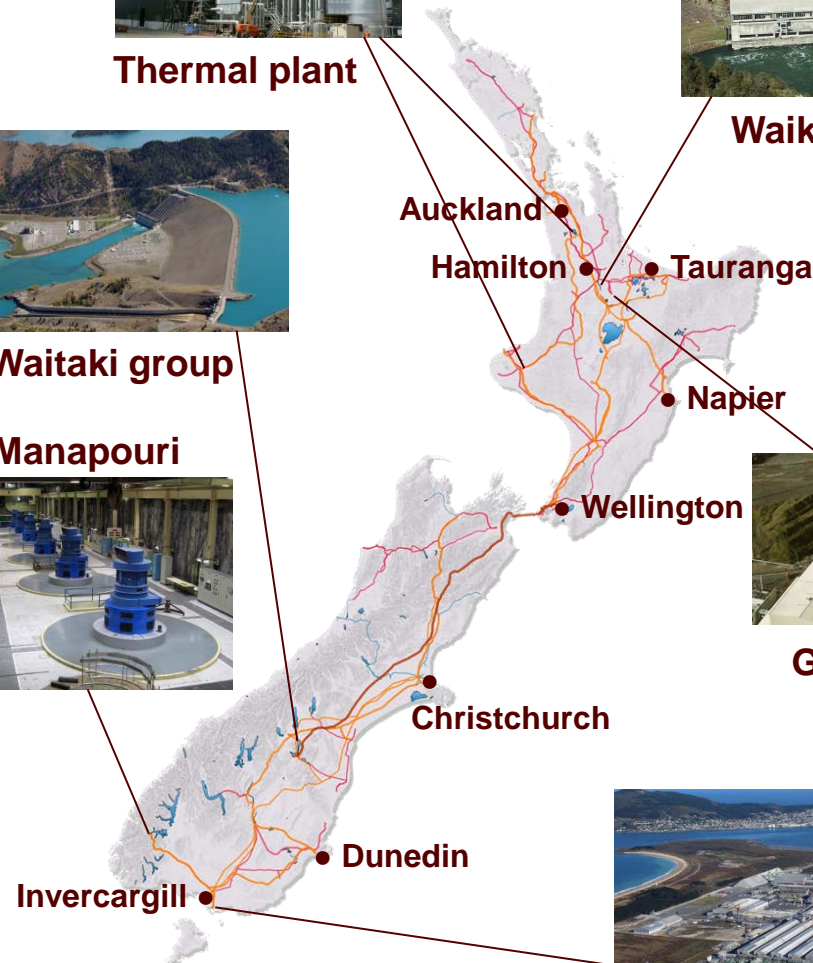 Thermal plant
Waik
Auckland
Hamilton
Tauranga
Waitaki group
Napier
Manapouri
Wellington
G
Christchurch
Dunedin
Invercargill